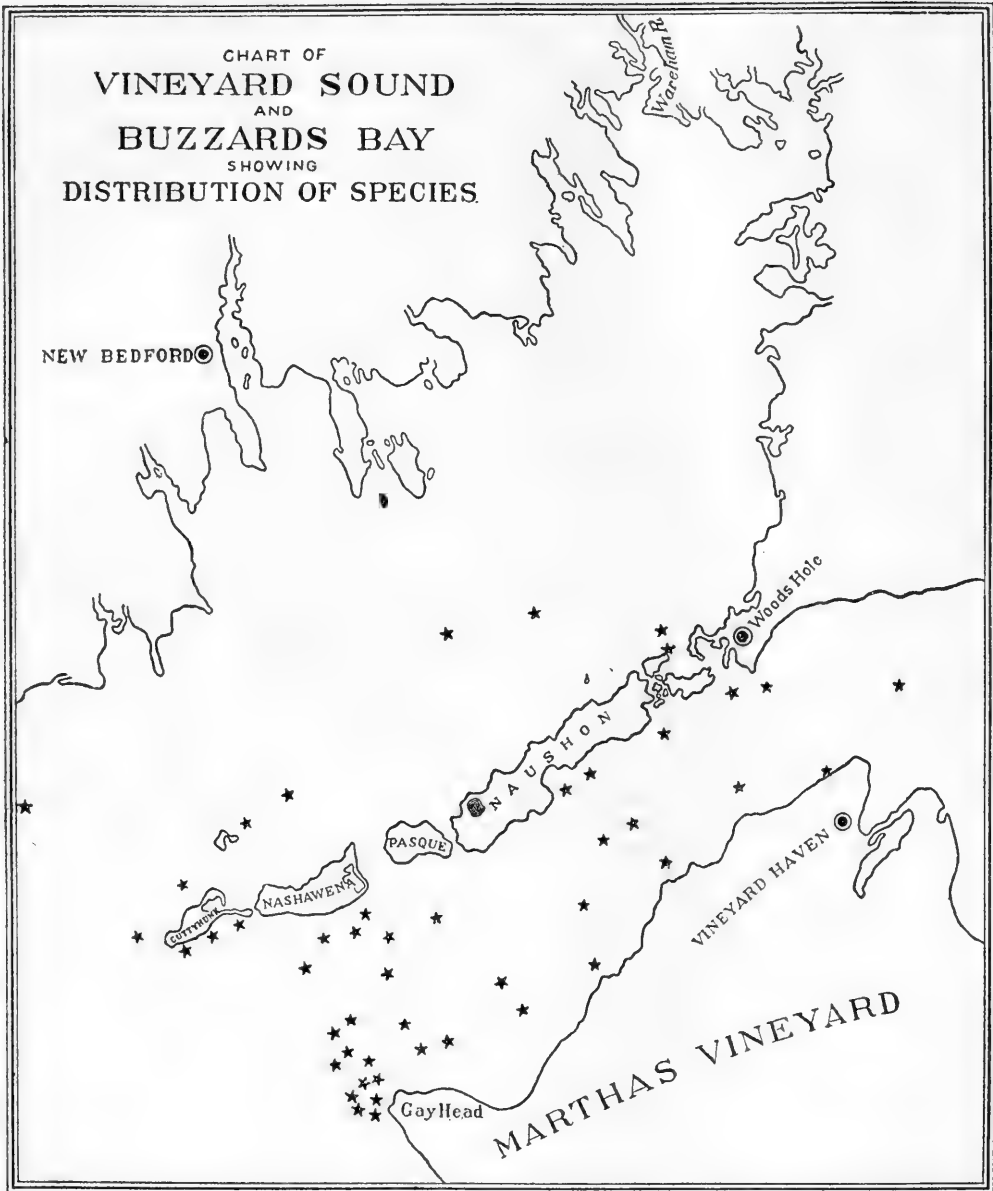 CHART OF
VINEYARD SOUND
AND
BUZZARDS BAY
SHOWING
DISTRIBUTION OF SPECIES.
Wareham R.
NEW BEDFORD
Woods Hole
NAUSHON
PASQUE
NASHAWENA
CUTTYHUNK
VINEYARD HAVEN
MARTHAS VINEYARD
Gay Head